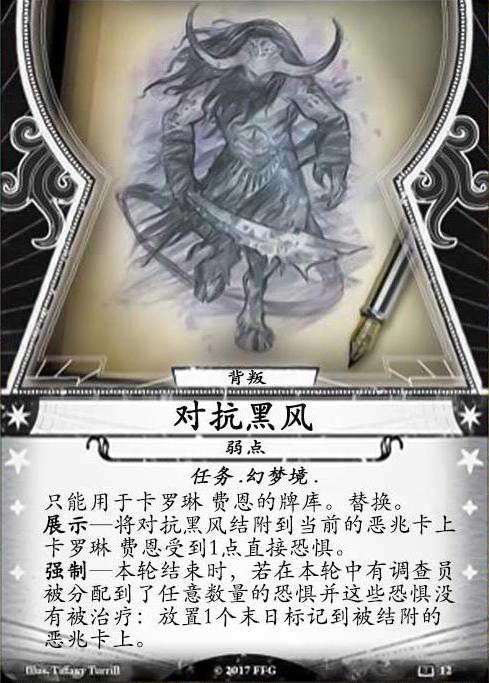 背叛
对抗黑风
弱点
任务.幻梦境.
只能用于卡罗琳 费恩的牌库。替换。
展示—将对抗黑风结附到当前的恶兆卡上
卡罗琳 费恩受到1点直接恐惧。
强制—本轮结束时，若在本轮中有调查员
被分配到了任意数量的恐惧并这些恐惧没
有被治疗：放置1个末日标记到被结附的
恶兆卡上。
Illus. Tiffany Turrill
© 2017 FFG
12